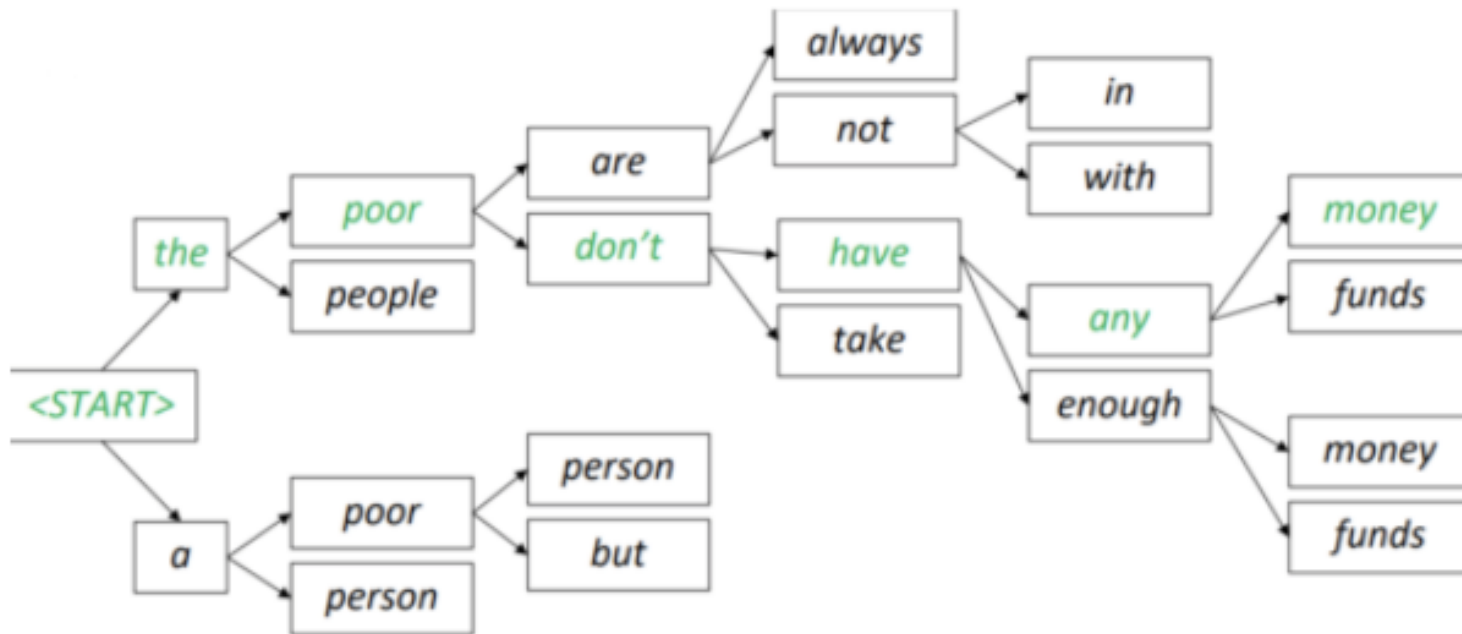 always
in
not
are
with
poor
money
the
don't
have
people
funds
any
take
<START>
enough
person
money
poor
funds
a
but
person